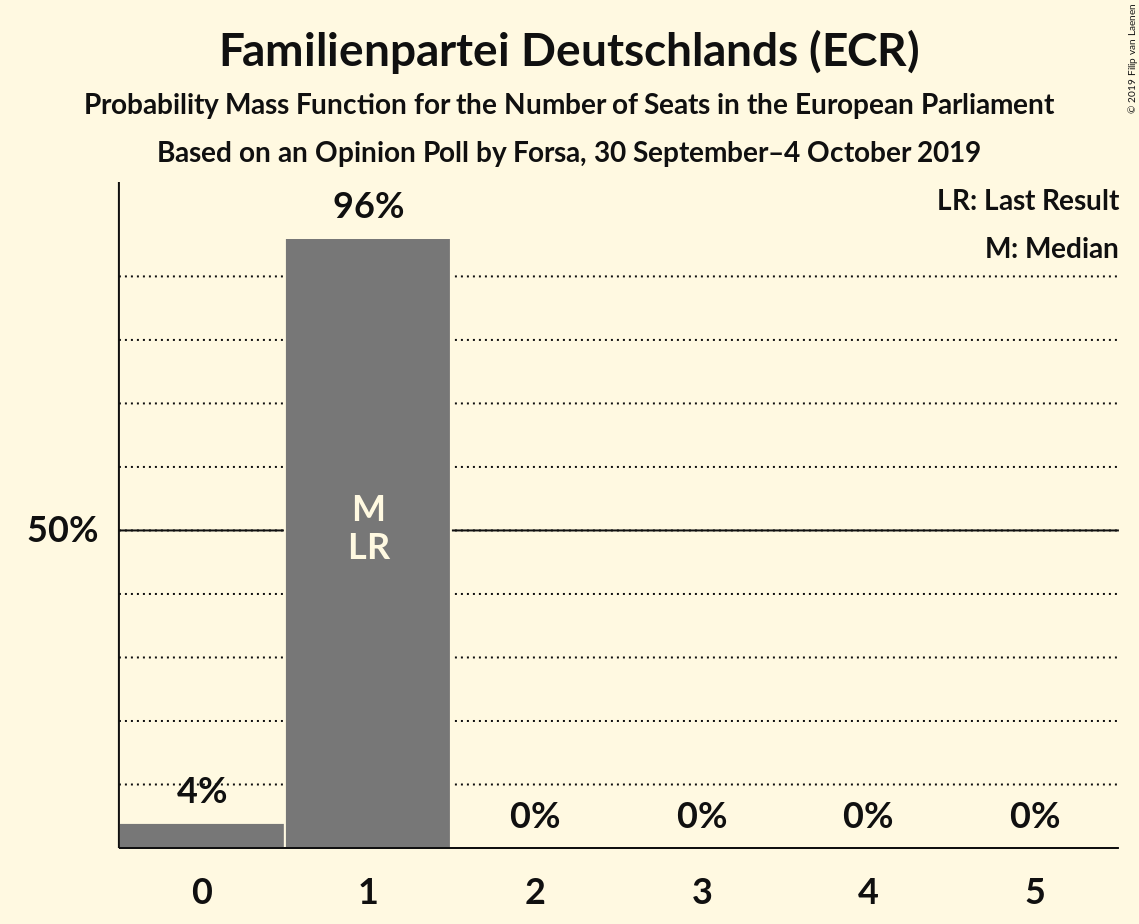 Familienpartei Deutschlands (ECR)
Probability Mass Function for the Number of Seats in the European Parliament
Based on an Opinion Poll by Forsa, 30 September–4 October 2019
© 2019 Filip van Laenen
LR: Last Result
M: Median
96%
50%
M
LR
4%
0%
0%
0%
0%
0
1
2
3
4
5